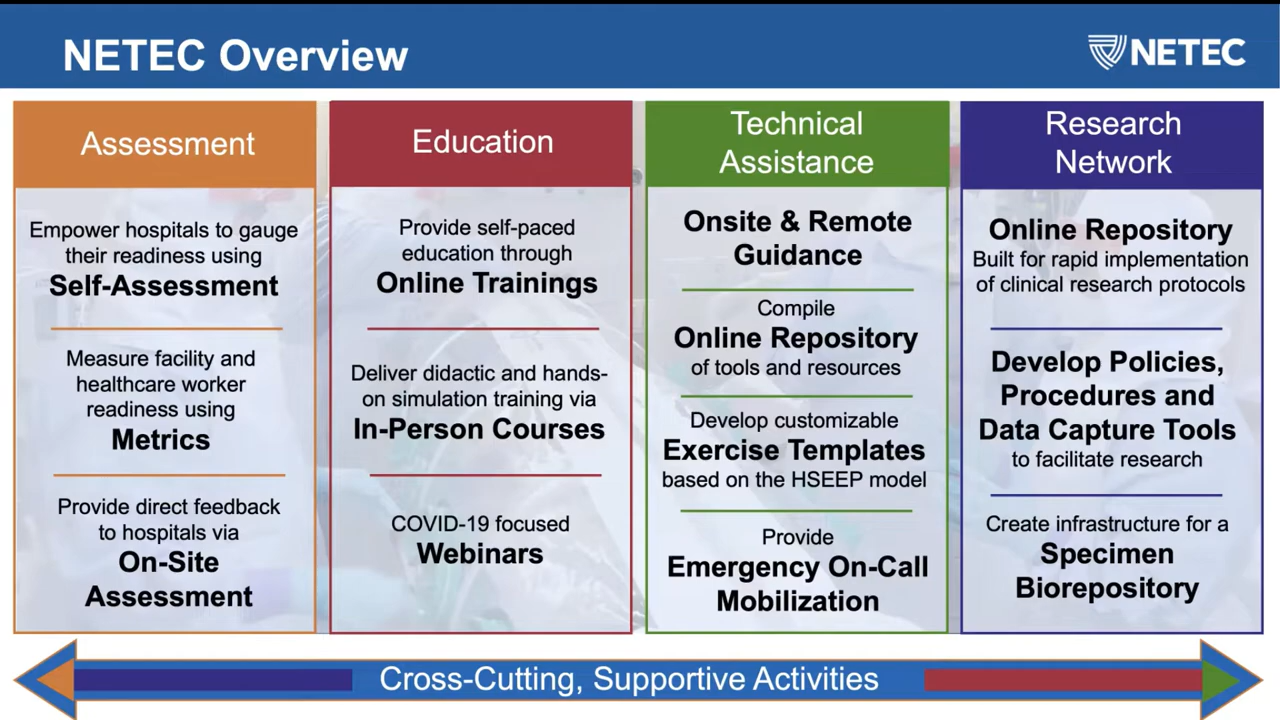 NETEC Overview
NETEC
Assessment
Empower hospitals to gauge
their readiness using
Self-Assessment
Measure facility and
healthcare worker
readiness using
Metrics
Provide direct feedback
to hospitals via
On-Site
Assessment
Education
Provide self-paced
education through
Online Trainings
Deliver didactic and hands-
on simulation training via
In-Person Courses
COVID-19 focused
Webinars
Technical
Assistance
Onsite & Remote
Guidance
Compile
Online Repository
of tools and resources
Develop customizable
Exercise Templates
based on the HSEEP model
Provide
Emergency On-Call
Mobilization
Research
Network
Online Repository
Built for rapid implementation
of clinical research protocols
Develop Policies,
Procedures and
Data Capture Tools
to facilitate research
Create infrastructure for a
Specimen
Biorepository
Cross-Cutting, Supportive Activities